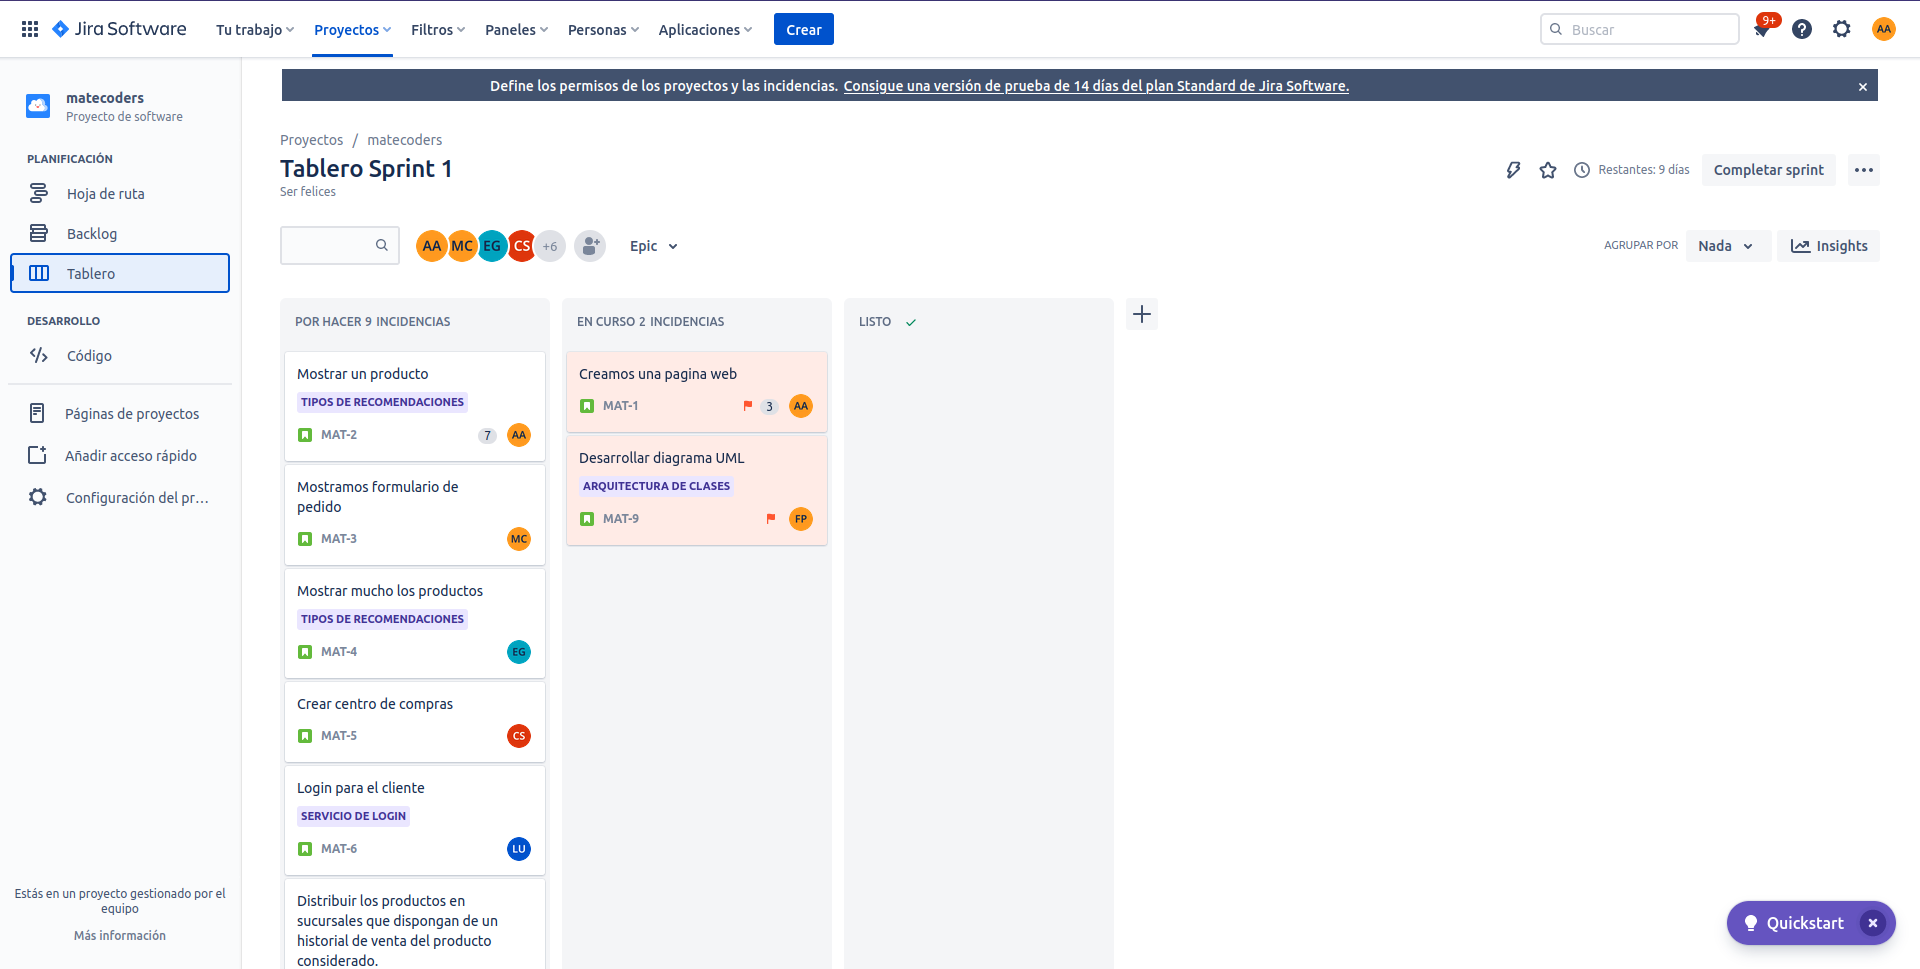 Jira Software
Tu trabajo
Proyectos
Filtros
Paneles
Personas
Aplicaciones
Crear
Buscar
9+
AA
matecoders
Proyecto de software
PLANIFICACIÓN
Hoja de ruta
Backlog
Tablero
DESARROLLO
Código
Páginas de proyectos
Añadir acceso rápido
Configuración del pr...
Estás en un proyecto gestionado por el
equipo
Más información
Define los permisos de los proyectos y las incidencias. Consigue una versión de prueba de 14 días del plan Standard de Jira Software.
Proyectos / matecoders
Tablero Sprint 1
Ser felices
Restantes: 9 días
Completar sprint
AA MC EG CS +6
Epic
AGRUPAR POR
Nada
Insights
POR HACER 9 INCIDENCIAS
Mostrar un producto
TIPOS DE RECOMENDACIONES
MAT-2
7
AA
Mostramos formulario de
pedido
MAT-3
MC
Mostrar mucho los productos
TIPOS DE RECOMENDACIONES
MAT-4
EG
Crear centro de compras
MAT-5
CS
Login para el cliente
SERVICIO DE LOGIN
MAT-6
LU
Distribuir los productos en
sucursales que dispongan de un
historial de venta del producto
considerado.
EN CURSO 2 INCIDENCIAS
Creamos una pagina web
MAT-1
3
AA
Desarrollar diagrama UML
ARQUITECTURA DE CLASES
MAT-9
FP
LISTO
Quickstart